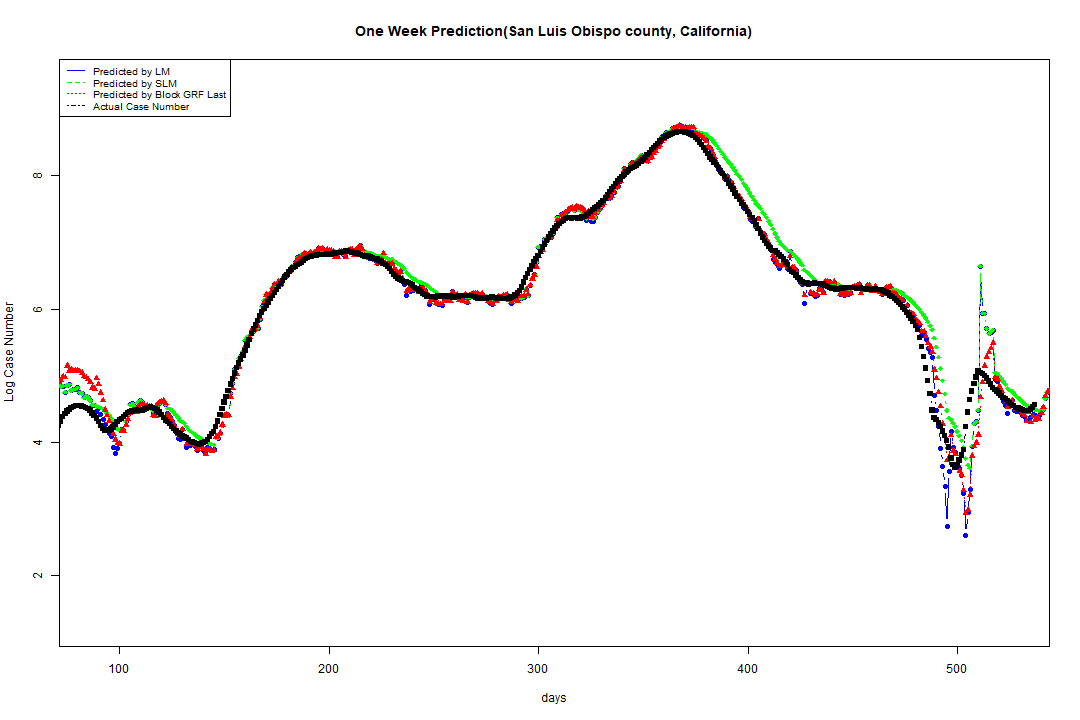 One Week Prediction(San Luis Obispo county, California)
Predicted by LM
Predicted by SLM
Predicted by Block GRF Last
Actual Case Number
8
6
4
2
Log Case Number
100
200
300
400
500
days